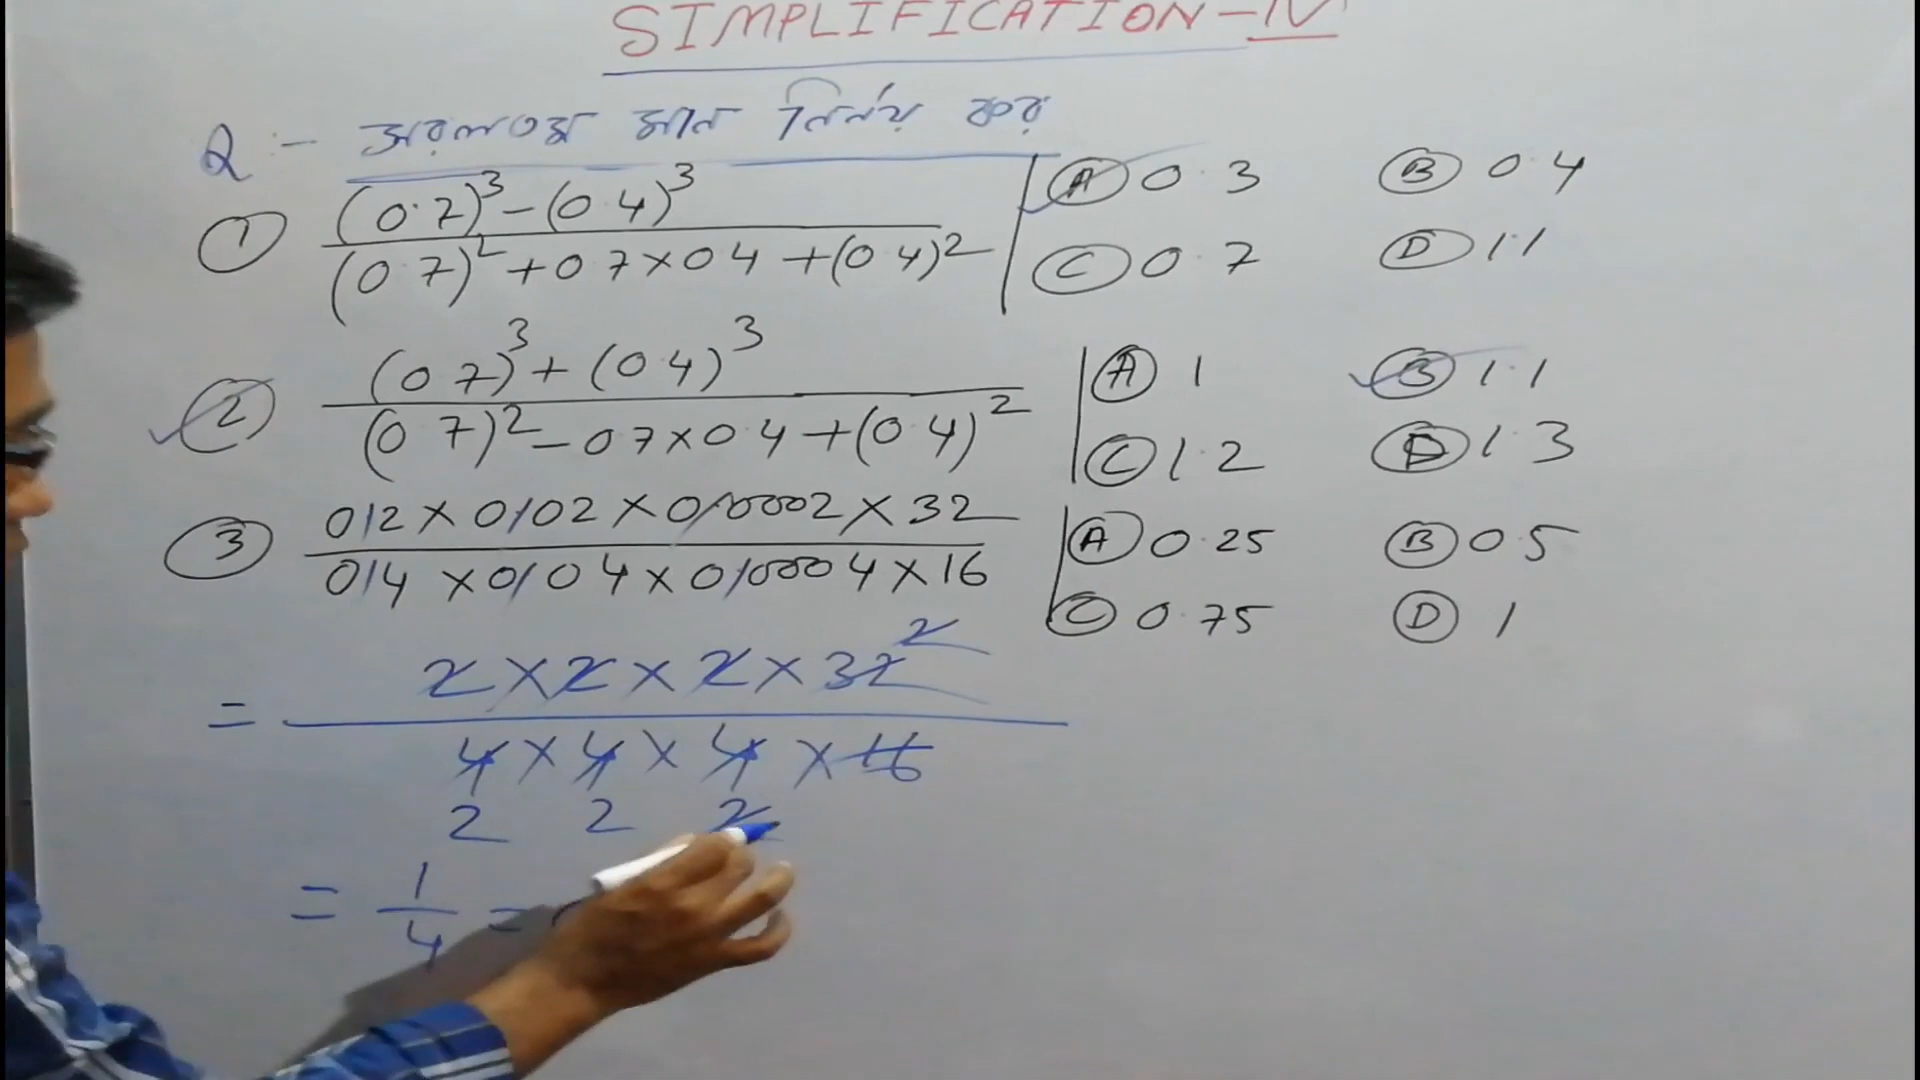 SIMPLIFICATION-IV
Q:- সরলতম মান নির্ণয় কর
① (0.7)³-(0.4)³ Ⓐ 0.3 Ⓑ 0.4
(0.7)²+0.7×0.4+(0.4)² Ⓒ 0.7 Ⓓ 1.1
② (0.7)³+(0.4)³ Ⓐ 1 Ⓑ 1.1
(0.7)²-0.7×0.4+(0.4)² Ⓒ 1.2 Ⓓ 1.3
③ 0.2×0.02×0.0002×32 Ⓐ 0.25 Ⓑ 0.5
0.4×0.04×0.0004×16 Ⓒ 0.75 Ⓓ 1
2
= 2×2×2×32
4×4×4×16
2 2 2
= 1/4 =